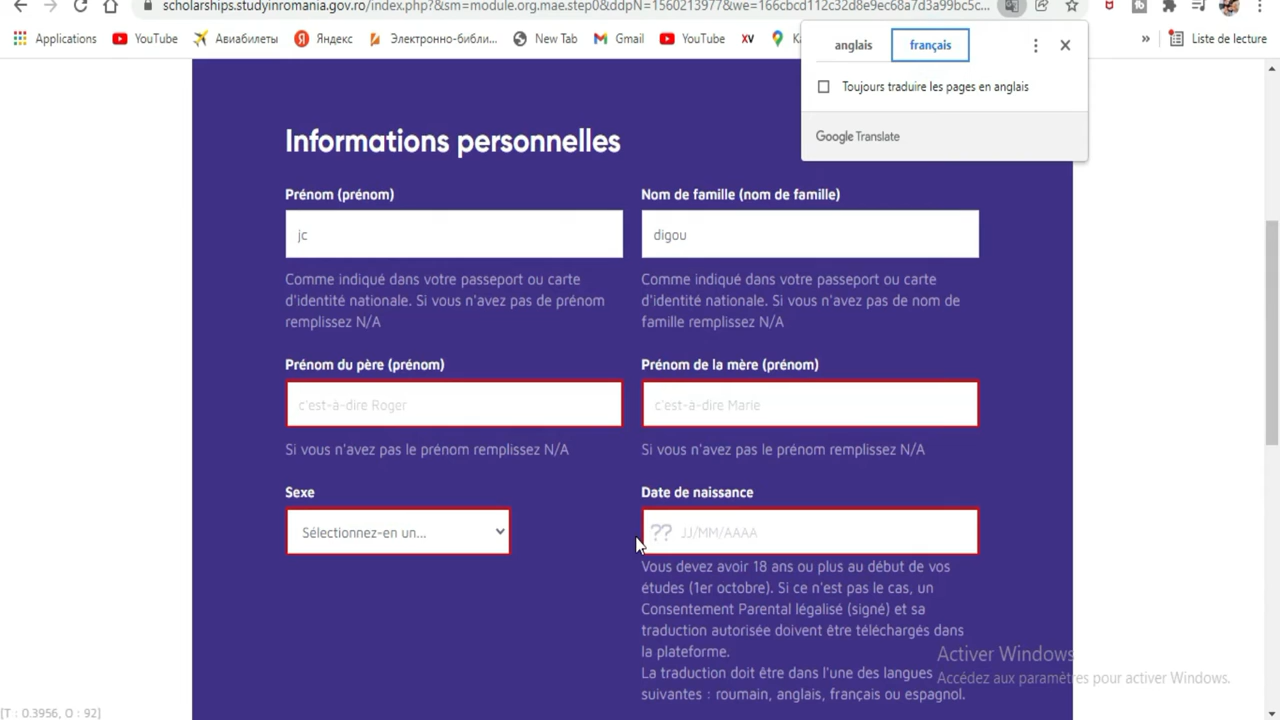 scholarships.studyinromania.gov.ro/index.php?&sm=module.org.mae.step0&ddpN=1560213977&we=166cbcd112c32d8e9ec68a7d3a99bc5c...
Applications YouTube Авиабилеты Яндекс Электронно-библи... New Tab Gmail YouTube XV » Liste de lecture
anglais français
Toujours traduire les pages en anglais
Google Translate
Informations personnelles
Prénom (prénom) Nom de famille (nom de famille)
jc digou
Comme indiqué dans votre passeport ou carte
d'identité nationale. Si vous n'avez pas de prénom
remplissez N/A
Comme indiqué dans votre passeport ou carte
d'identité nationale. Si vous n'avez pas de nom de
famille remplissez N/A
Prénom du père (prénom) Prénom de la mère (prénom)
c'est-à-dire Roger c'est-à-dire Marie
Si vous n'avez pas le prénom remplissez N/A Si vous n'avez pas le prénom remplissez N/A
Sexe Date de naissance
Sélectionnez-en un... ?? JJ/MM/AAAA
Vous devez avoir 18 ans ou plus au début de vos
études (1er octobre). Si ce n'est pas le cas, un
Consentement Parental légalisé (signé) et sa
traduction autorisée doivent être téléchargés dans
la plateforme.
La traduction doit être dans l'une des langues
suivantes : roumain, anglais, français ou espagnol.
Activer Windows
Accédez aux paramètres pour activer Windows.
[T : 0.3956, O : 92]